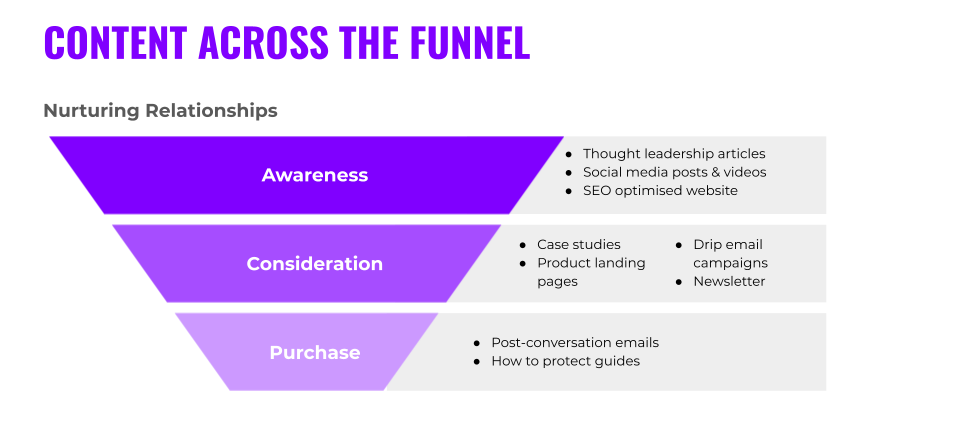 CONTENT ACROSS THE FUNNEL
Nurturing Relationships
Awareness
● Thought leadership articles
● Social media posts & videos
● SEO optimised website
Consideration
● Case studies
● Product landing
pages
● Drip email
campaigns
● Newsletter
Purchase
● Post-conversation emails
● How to protect guides